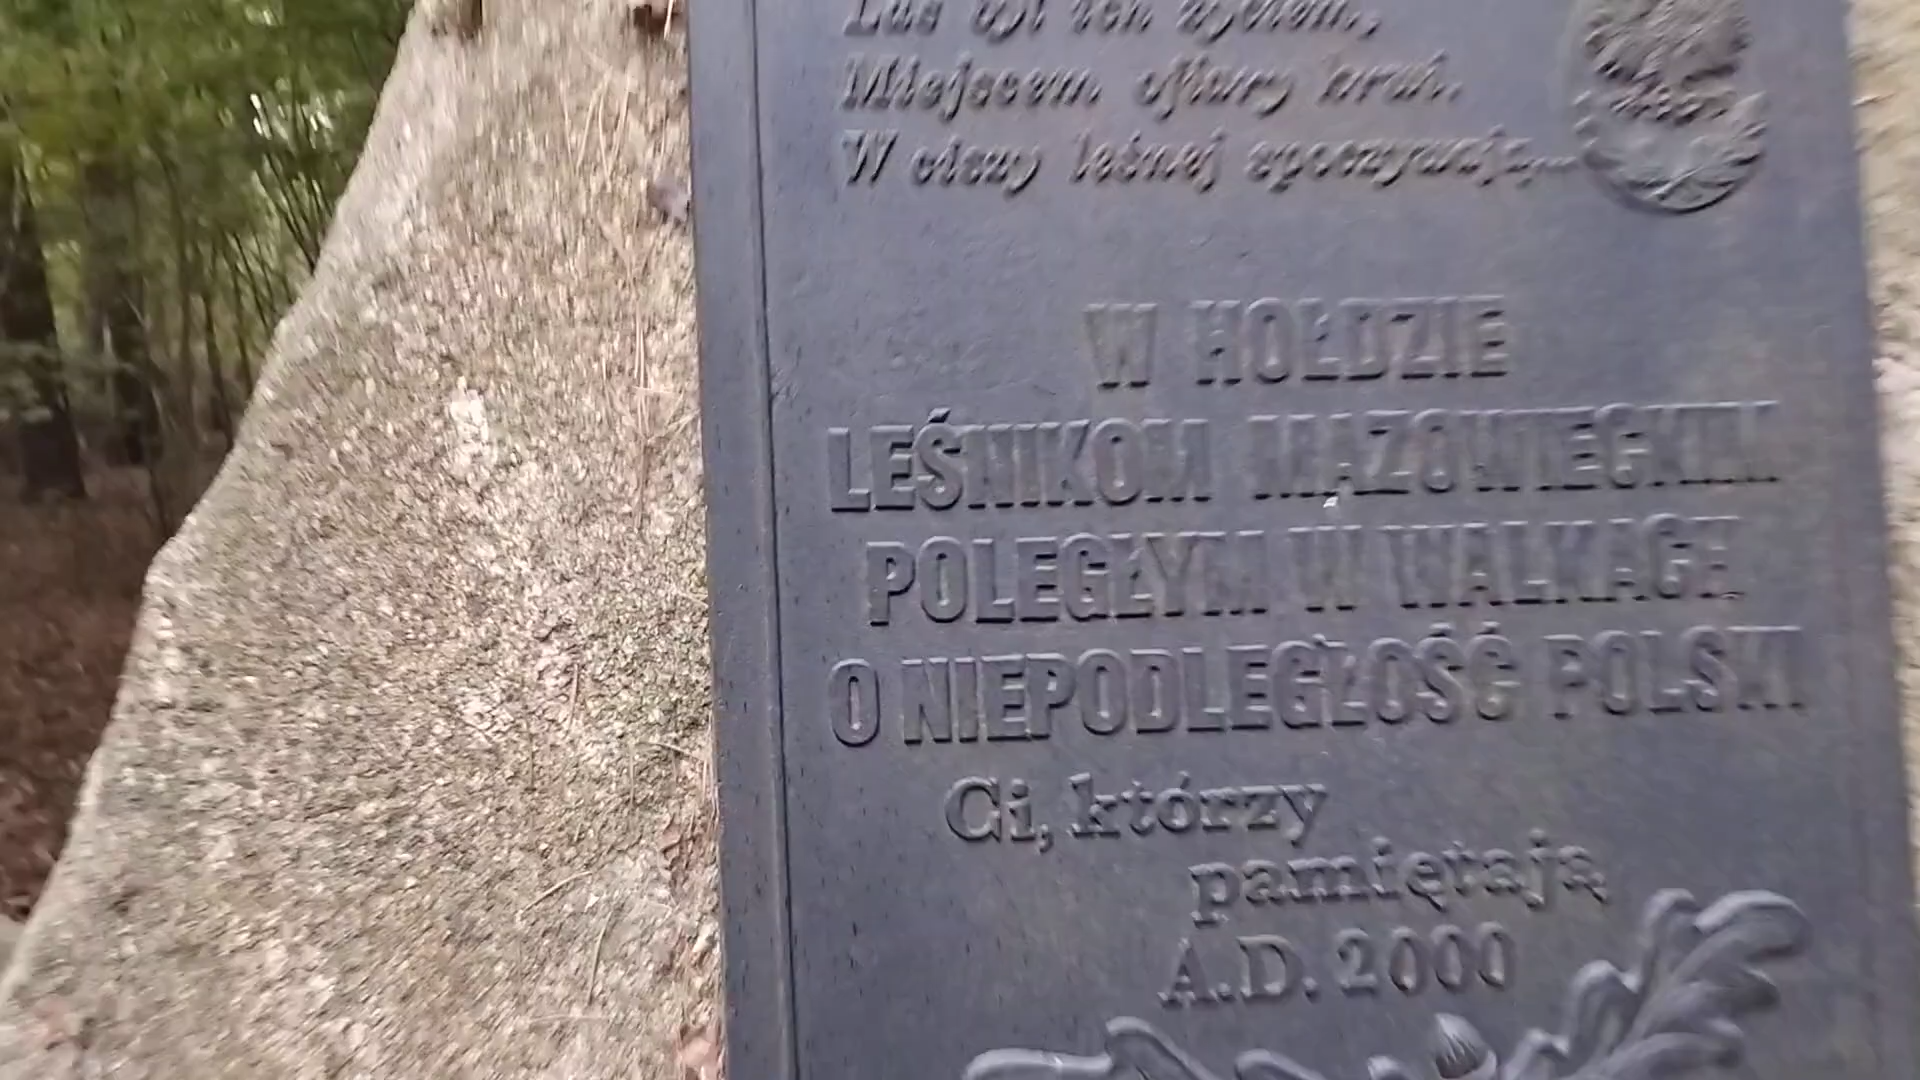 Las był ich życiem,
Miejscem ofiary krwi.
W ciszy leśnej spoczywają...
W HOŁDZIE
LEŚNIKOM MAZOWIECKIM
POLEGŁYM W WALKACH
O NIEPODLEGŁOŚĆ POLSKI
Ci, którzy
pamiętają
A.D. 2000